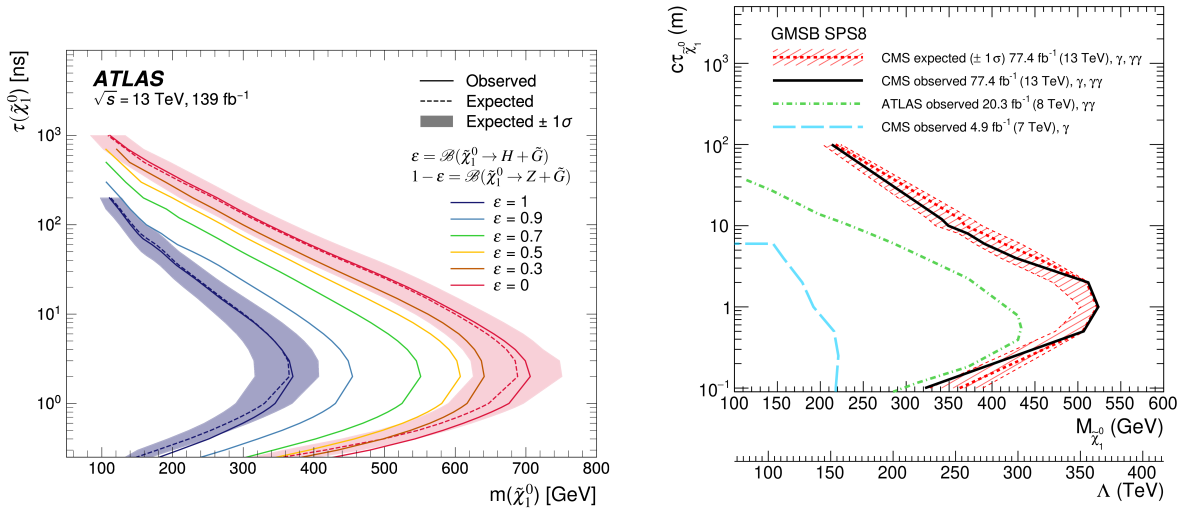 ATLAS
√s = 13 TeV, 139 fb⁻¹
Observed
Expected
Expected ± 1σ
ε = ℬ(χ̃₁⁰ → H + G̃)
1 − ε = ℬ(χ̃₁⁰ → Z + G̃)
ε = 1
ε = 0.9
ε = 0.7
ε = 0.5
ε = 0.3
ε = 0
τ(χ̃₁⁰) [ns]
10³
10²
10¹
10⁰
100 200 300 400 500 600 700 800
m(χ̃₁⁰) [GeV]
GMSB SPS8
CMS expected (± 1σ) 77.4 fb⁻¹ (13 TeV), γ, γγ
CMS observed 77.4 fb⁻¹ (13 TeV), γ, γγ
ATLAS observed 20.3 fb⁻¹ (8 TeV), γγ
CMS observed 4.9 fb⁻¹ (7 TeV), γ
cτχ̃₁⁰ (m)
10³
10²
10
1
10⁻¹
100 150 200 250 300 350 400 450 500 550 600
Mχ̃₁⁰ (GeV)
100 150 200 250 300 350 400
Λ (TeV)